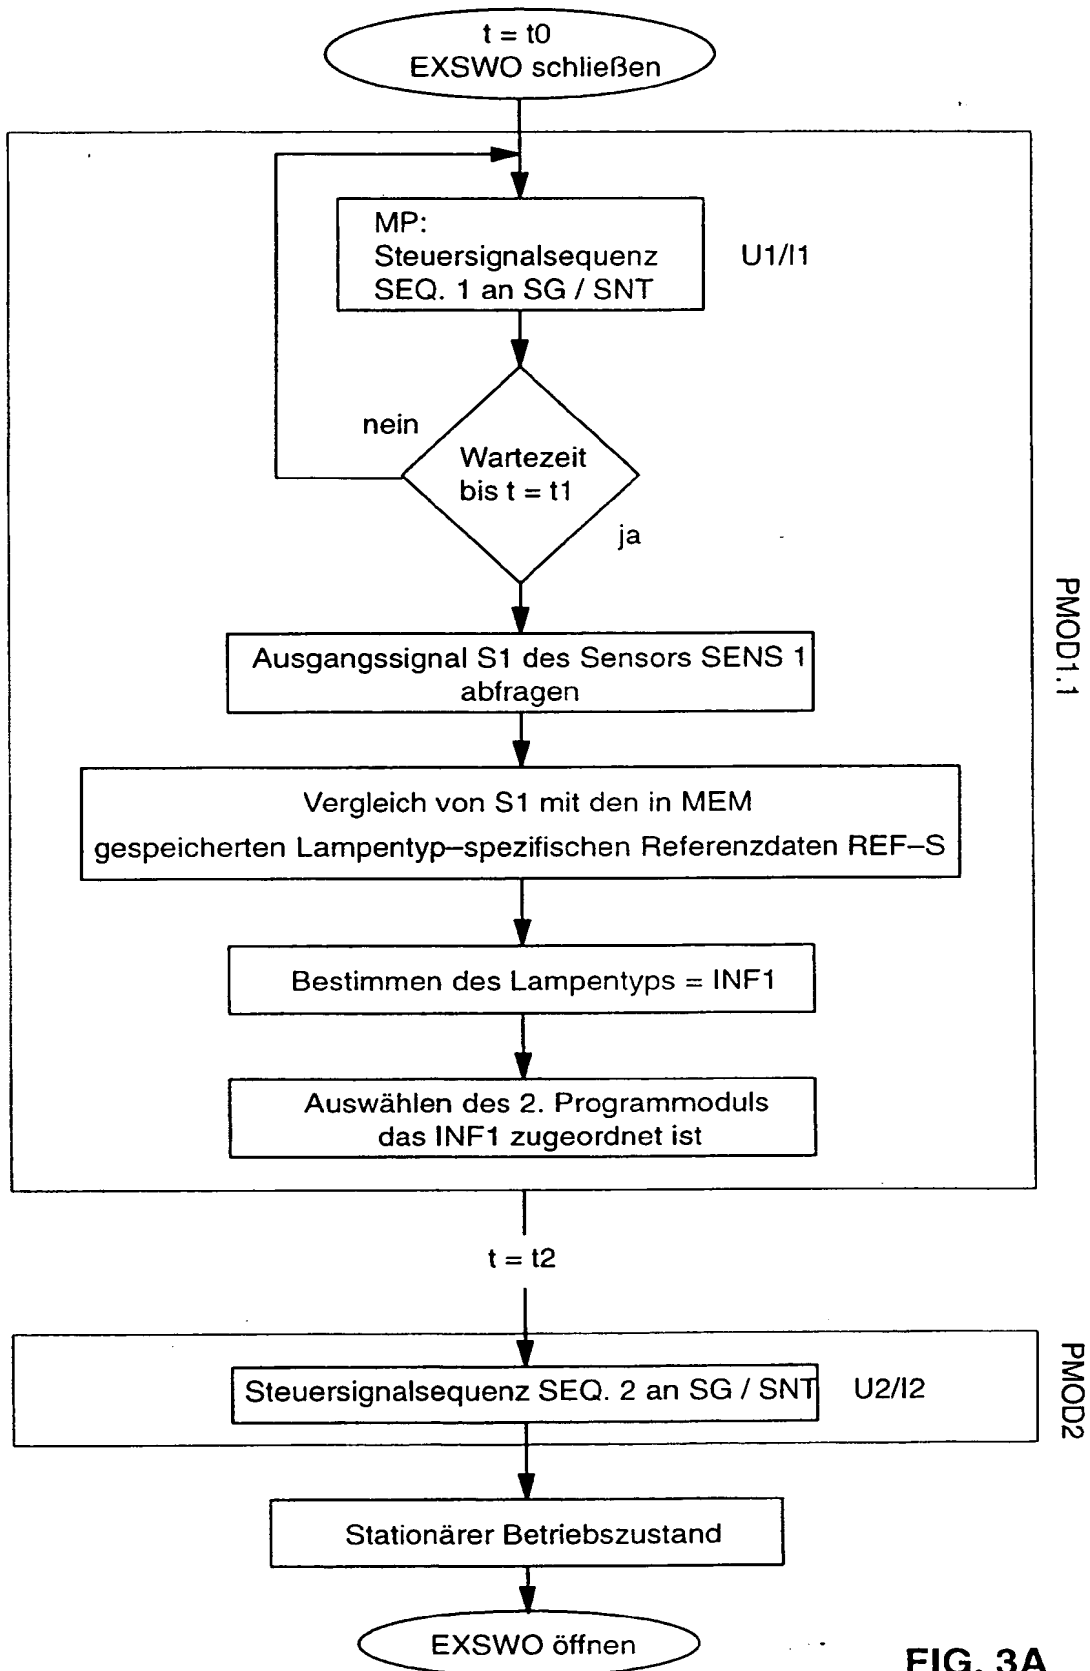 t = t0
EXSWO schließen
MP:
Steuersignalsequenz
SEQ. 1 an SG / SNT
U1/I1
nein
Wartezeit
bis t = t1
ja
Ausgangssignal S1 des Sensors SENS 1
abfragen
PMOD1.1
Vergleich von S1 mit den in MEM
gespeicherten Lampentyp–spezifischen Referenzdaten REF–S
Bestimmen des Lampentyps = INF1
Auswählen des 2. Programmoduls
das INF1 zugeordnet ist
t = t2
Steuersignalsequenz SEQ. 2 an SG / SNT
U2/I2
PMOD2
Stationärer Betriebszustand
EXSWO öffnen
FIG. 3A